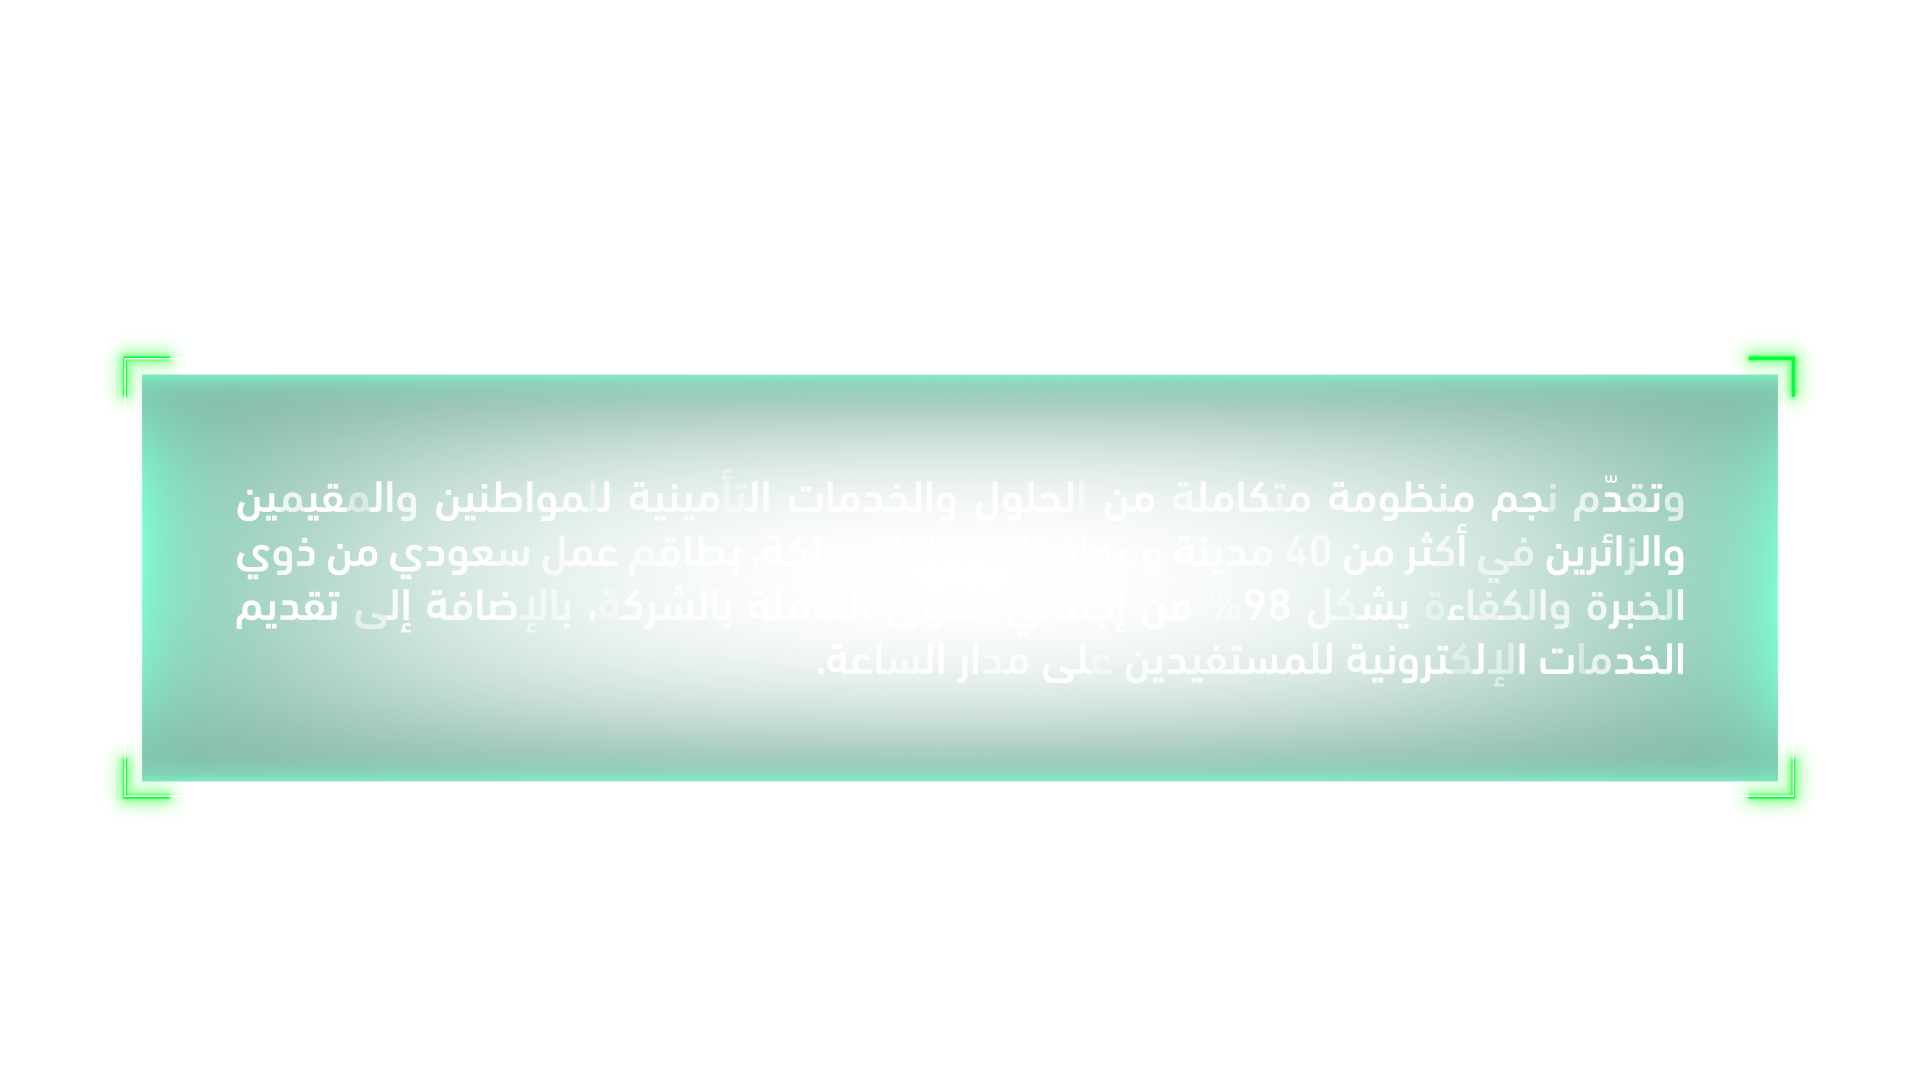 وتقدّم نجم منظومة متكاملة من الحلول والخدمات التأمينية للمواطنين والمقيمين
والزائرين في أكثر من 40 مدينة ومحافظة المملكة، بطاقم عمل سعودي من ذوي
الخبرة والكفاءة يشكل 98% من إجمالي القوى العاملة بالشركة، بالإضافة إلى تقديم
الخدمات الإلكترونية للمستفيدين على مدار الساعة.